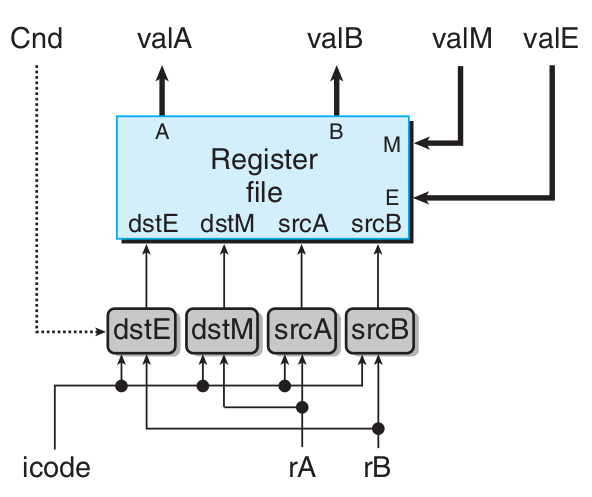 Cnd valA valB valM valE
A B
M
Register
file
E
dstE dstM srcA srcB
dstE dstM srcA srcB
icode rA rB